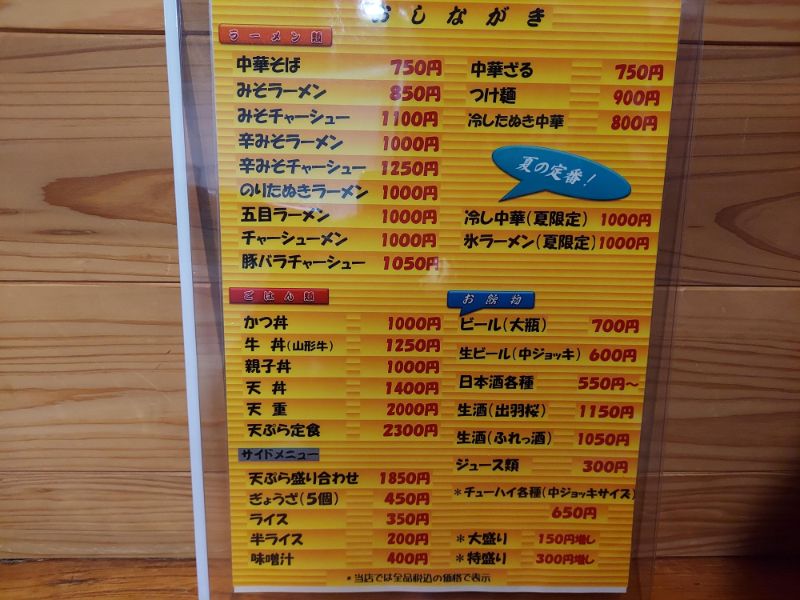 おしながき
ラーメン類
中華そば 750円
みそラーメン 850円
みそチャーシュー 1100円
辛みそラーメン 1000円
辛みそチャーシュー 1250円
のりたぬきラーメン 1000円
五目ラーメン 1000円
チャーシューメン 1000円
豚バラチャーシュー 1050円
中華ざる 750円
つけ麺 900円
冷したぬき中華 800円
夏の定番！
冷し中華（夏限定） 1000円
氷ラーメン（夏限定） 1000円
ごはん類
かつ丼 1000円
牛丼（山形牛） 1250円
親子丼 1000円
天丼 1400円
天重 2000円
天ぷら定食 2300円
サイドメニュー
天ぷら盛り合わせ 1850円
ぎょうざ（5個） 450円
ライス 350円
半ライス 200円
味噌汁 400円
お飲物
ビール（大瓶） 700円
生ビール（中ジョッキ） 600円
日本酒各種 550円～
生酒（出羽桜） 1150円
生酒（ふれっ酒） 1050円
ジュース類 300円
＊チューハイ各種（中ジョッキサイズ）
650円
＊大盛り 150円増し
＊特盛り 300円増し
＊当店では全品税込の価格で表示